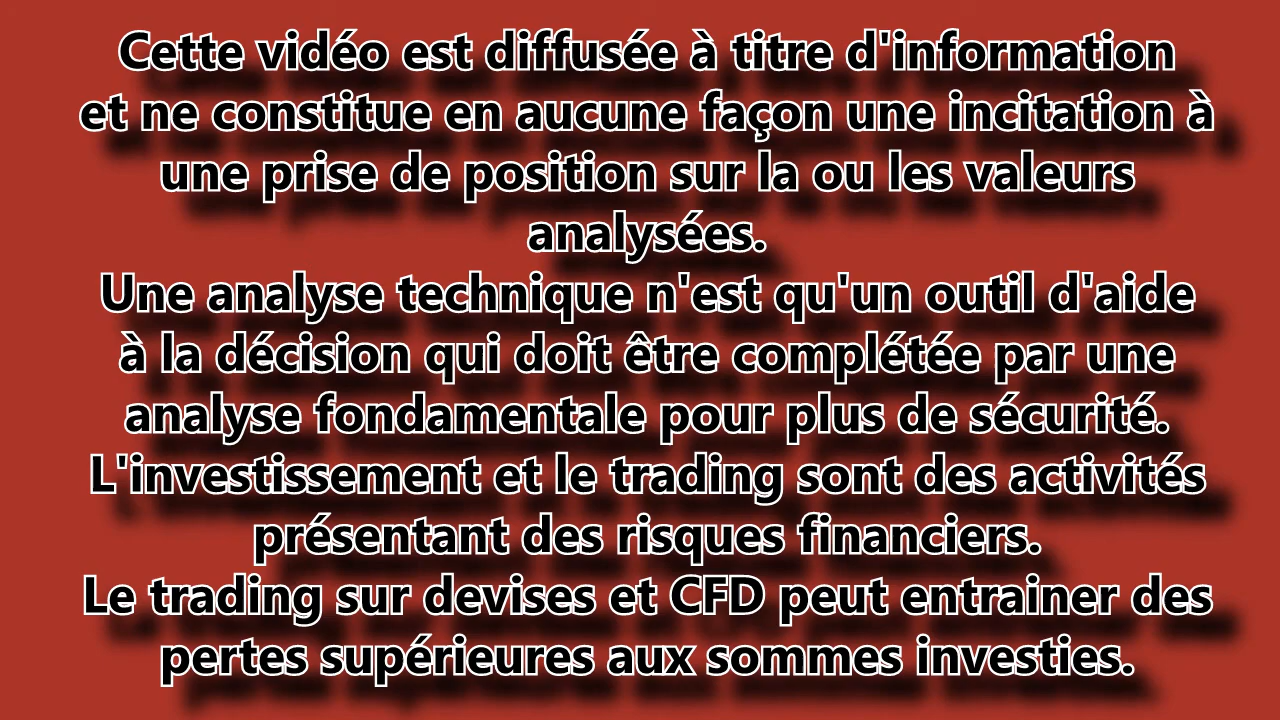 Cette vidéo est diffusée à titre d'information
et ne constitue en aucune façon une incitation à
une prise de position sur la ou les valeurs
analysées.
Une analyse technique n'est qu'un outil d'aide
à la décision qui doit être complétée par une
analyse fondamentale pour plus de sécurité.
L'investissement et le trading sont des activités
présentant des risques financiers.
Le trading sur devises et CFD peut entrainer des
pertes supérieures aux sommes investies.